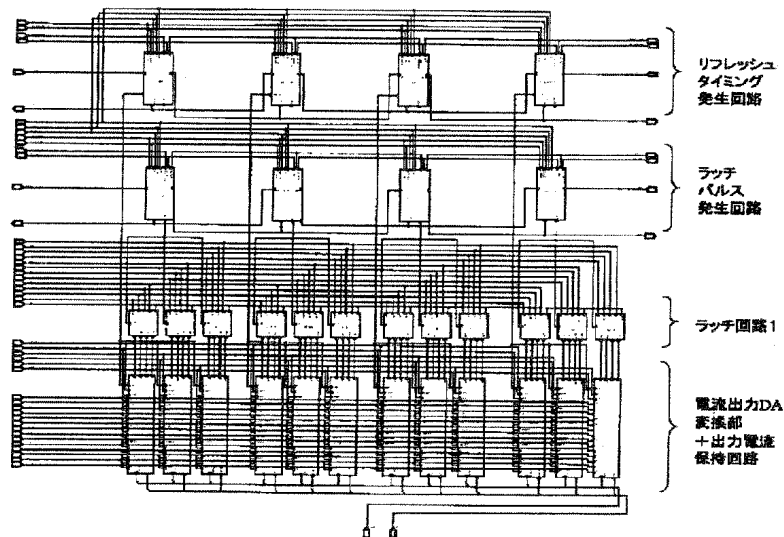 リフレッシュ
タイミング
発生回路
ラッチ
パルス
発生回路
ラッチ回路1
電流出力DA
変換部
+出力電流
保持回路